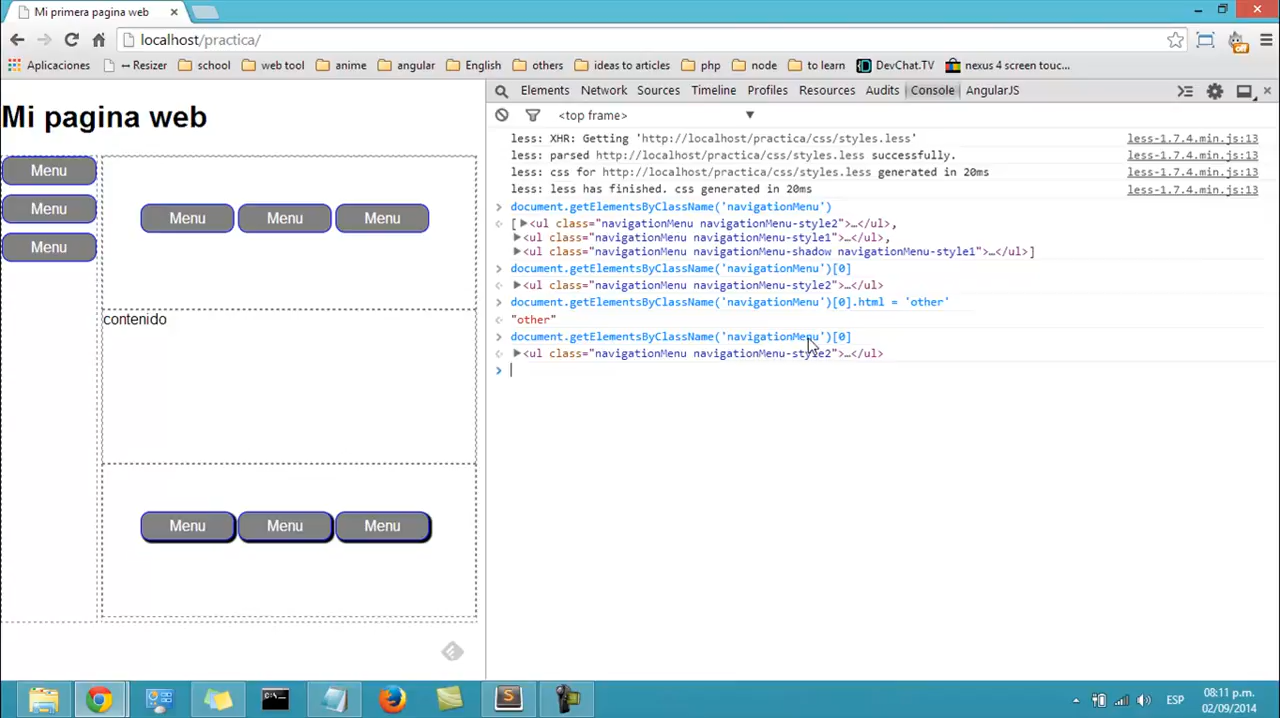 Mi primera pagina web
localhost/practica/
Aplicaciones
Resizer
school
web tool
anime
angular
English
others
ideas to articles
php
node
to learn
DevChat.TV
nexus 4 screen touc...
off
Elements Network Sources Timeline Profiles Resources Audits Console AngularJS
<top frame>
Mi pagina web
Menu
Menu
Menu
Menu Menu Menu
contenido
Menu Menu Menu
less: XHR: Getting 'http://localhost/practica/css/styles.less' less-1.7.4.min.js:13
less: parsed http://localhost/practica/css/styles.less successfully. less-1.7.4.min.js:13
less: css for http://localhost/practica/css/styles.less generated in 20ms less-1.7.4.min.js:13
less: less has finished. css generated in 20ms less-1.7.4.min.js:13
document.getElementsByClassName('navigationMenu')
[▶<ul class="navigationMenu navigationMenu-style2">…</ul>,
▶<ul class="navigationMenu navigationMenu-style1">…</ul>,
▶<ul class="navigationMenu navigationMenu-shadow navigationMenu-style1">…</ul>]
document.getElementsByClassName('navigationMenu')[0]
▶<ul class="navigationMenu navigationMenu-style2">…</ul>
document.getElementsByClassName('navigationMenu')[0].html = 'other'
"other"
document.getElementsByClassName('navigationMenu')[0]
▶<ul class="navigationMenu navigationMenu-style2">…</ul>
ESP
08:11 p.m.
02/09/2014